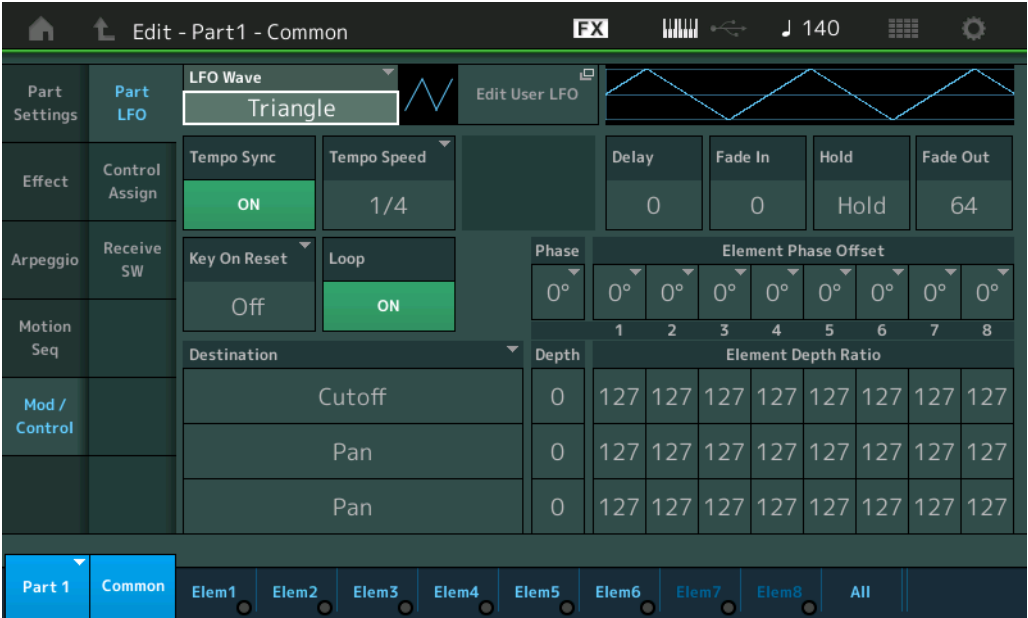 Edit - Part1 - Common
FX
♩ 140
Part
Settings
Effect
Arpeggio
Motion
Seq
Mod /
Control
Part
LFO
Control
Assign
Receive
SW
LFO Wave
Triangle
Edit User LFO
Tempo Sync
ON
Tempo Speed
1/4
Delay
0
Fade In
0
Hold
Hold
Fade Out
64
Key On Reset
Off
Loop
ON
Phase
0°
Element Phase Offset
0° 0° 0° 0° 0° 0° 0° 0°
1 2 3 4 5 6 7 8
Destination
Depth
Element Depth Ratio
Cutoff 0 127 127 127 127 127 127 127 127
Pan 0 127 127 127 127 127 127 127 127
Pan 0 127 127 127 127 127 127 127 127
Part 1 Common Elem1 Elem2 Elem3 Elem4 Elem5 Elem6 Elem7 Elem8 All